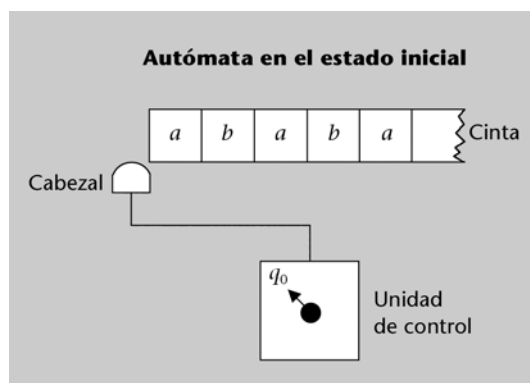 Autómata en el estado inicial
a b a b a
Cinta
Cabezal
q₀
Unidad
de control